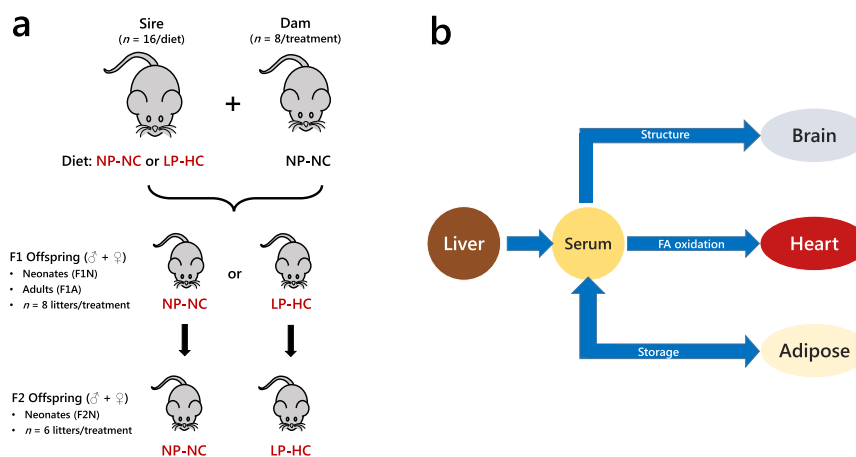 a
Sire
(n = 16/diet)
Dam
(n = 8/treatment)
+
Diet: NP-NC or LP-HC
NP-NC
F1 Offspring (♂ + ♀)
• Neonates (F1N)
• Adults (F1A)
• n = 8 litters/treatment
or
NP-NC
LP-HC
F2 Offspring (♂ + ♀)
• Neonates (F2N)
• n = 6 litters/treatment
NP-NC
LP-HC
b
Structure
Brain
Liver
Serum
FA oxidation
Heart
Storage
Adipose